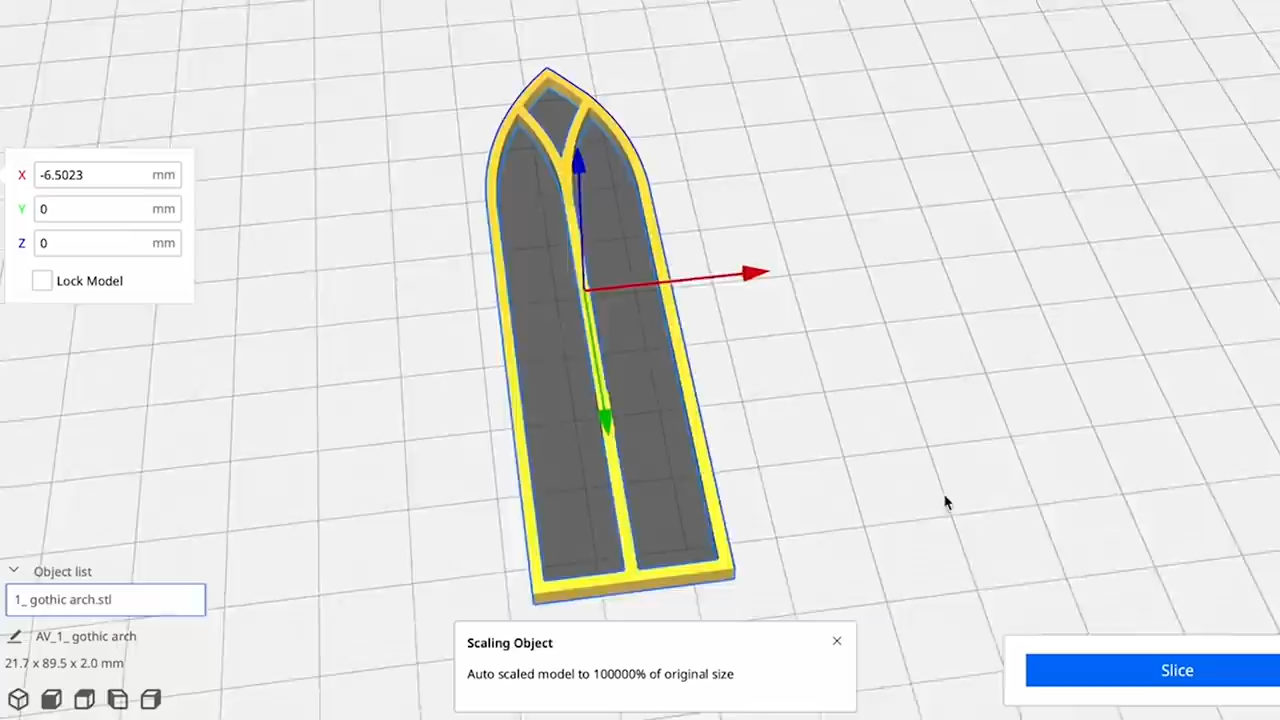 X -6.5023 mm
Y 0 mm
Z 0 mm
Lock Model
Object list
1_ gothic arch.stl
AV_1_ gothic arch
21.7 x 89.5 x 2.0 mm
Scaling Object
Auto scaled model to 100000% of original size
Slice